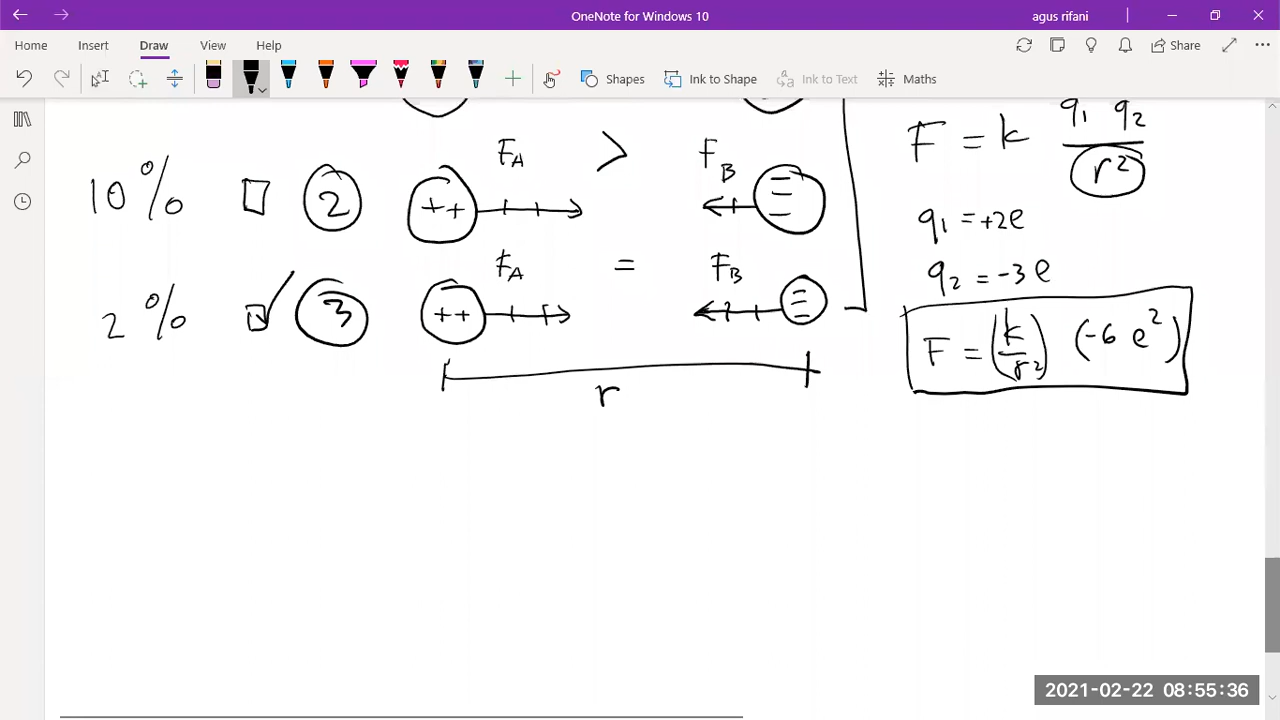 OneNote for Windows 10
agus rifani
Home Insert Draw View Help
Share
Shapes
Ink to Shape
Ink to Text
Maths
F = k q1 q2 / r²
10 % 2 ++ FA > FB
q1 = +2e
2 % 3 ++ FA = FB
q2 = -3e
F = (k/r²) (-6 e²)
r
2021-02-22 08:55:36